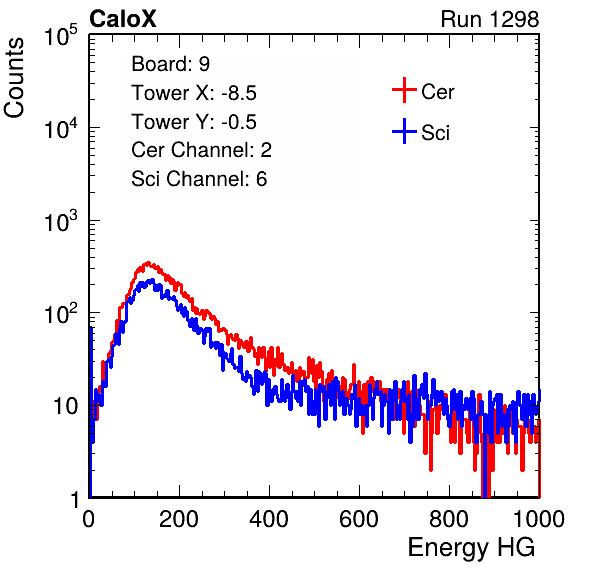 CaloX Run 1298
Counts
10^5
10^4
10^3
10^2
10
1
Board: 9
Tower X: -8.5
Tower Y: -0.5
Cer Channel: 2
Sci Channel: 6
Cer
Sci
0 200 400 600 800 1000
Energy HG